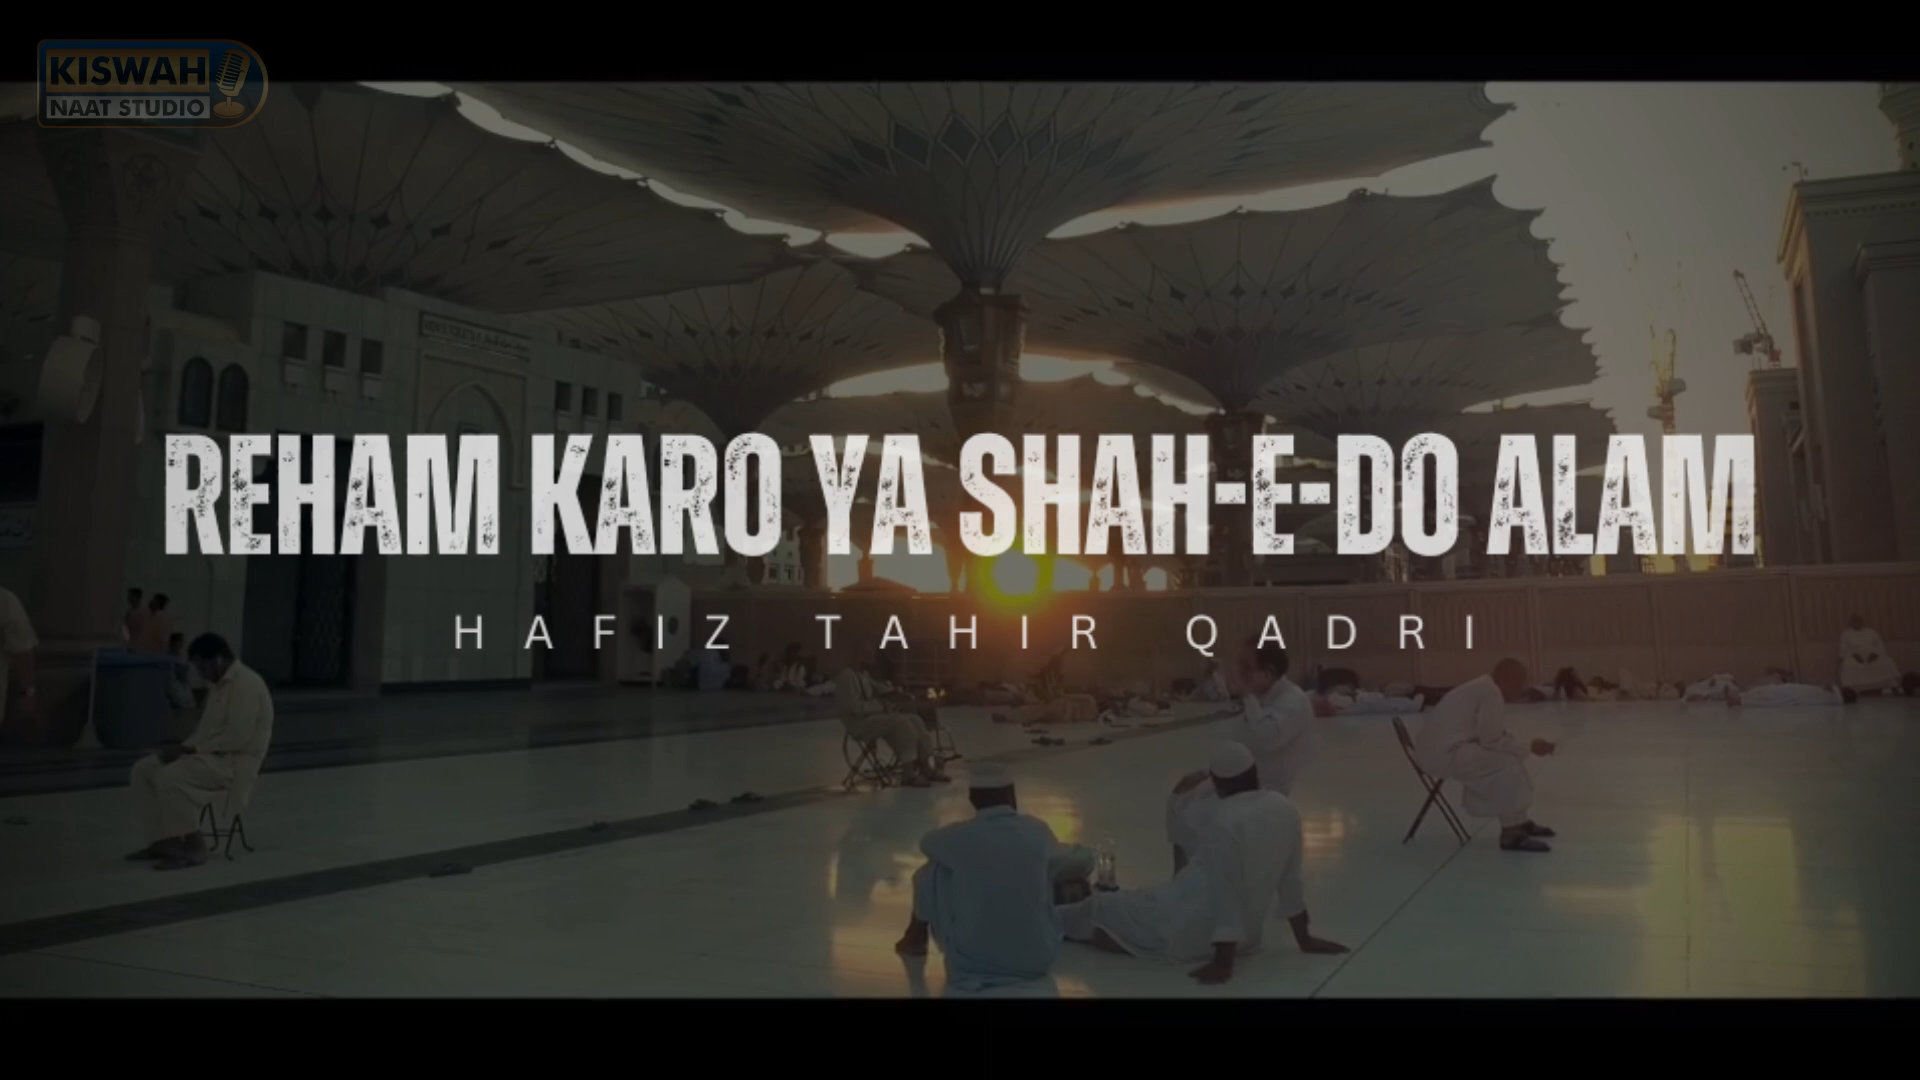 KISWAH
NAAT STUDIO
REHAM KARO YA SHAH-E-DO ALAM
HAFIZ TAHIR QADRI